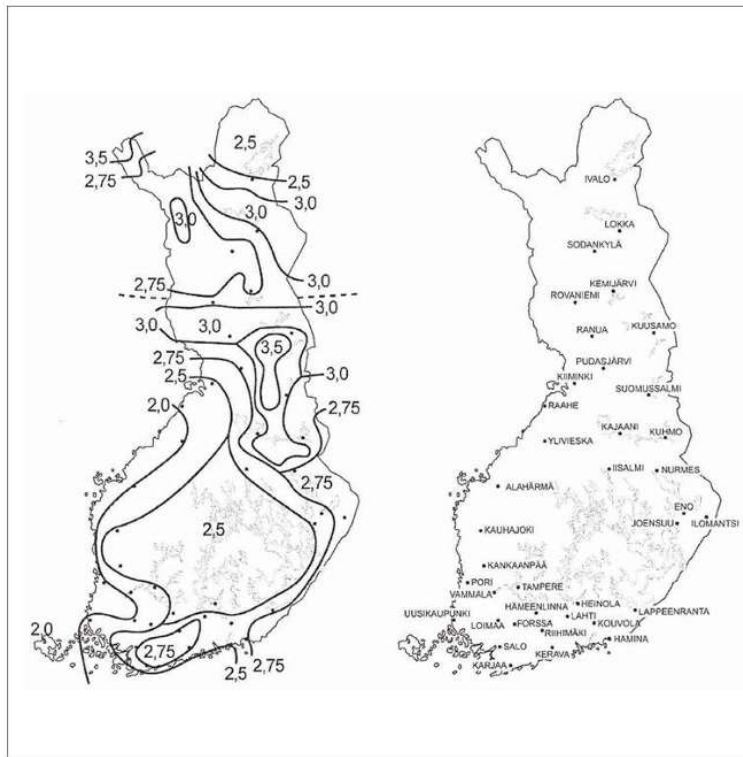 2,5
3,5
2,75
2,5
3,0
3,0
3,0
2,75
3,0
3,0
3,0
3,0
2,75
3,5
2,5
3,0
2,0
2,75
2,75
2,5
2,0
2,75
2,75
2,5
IVALO
LOKKA
SODANKYLÄ
KEMIJÄRVI
ROVANIEMI
RANUA
KUUSAMO
PUDASJÄRVI
KIIMINKI
SUOMUSSALMI
RAAHE
KAJAANI
KUHMO
YLIVIESKA
IISALMI
NURMES
ALAHÄRMÄ
ENO
KAUHAJOKI
JOENSUU
ILOMANTSI
KANKAANPÄÄ
PORI
TAMPERE
VAMMALA
HÄMEENLINNA
HEINOLA
LAPPEENRANTA
UUSIKAUPUNKI
LOIMAA
FORSSA
LAHTI
KOUVOLA
RIIHIMÄKI
HAMINA
SALO
KERAVA
KARJAA